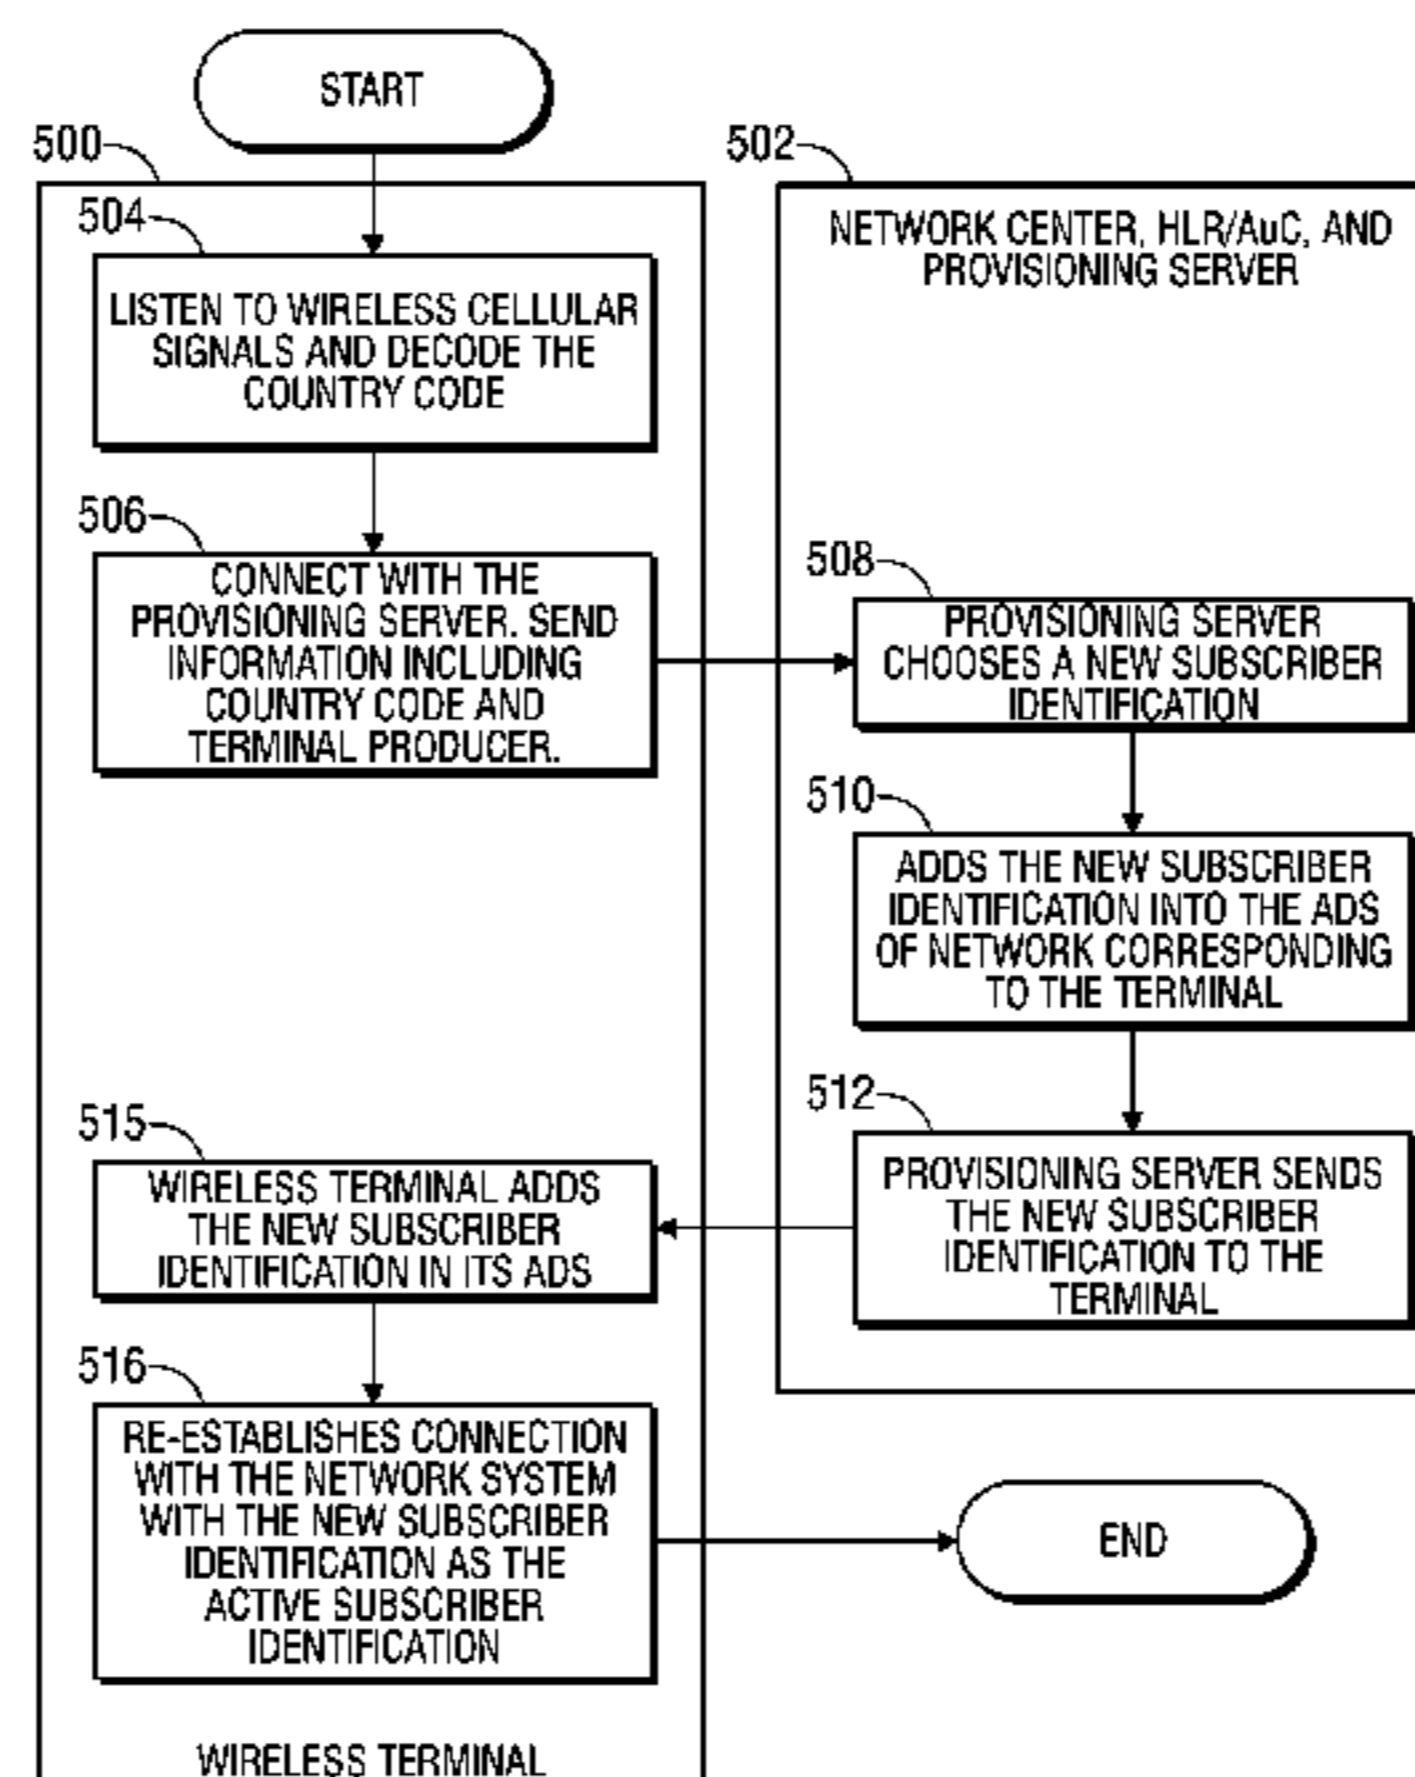 START
500
504
LISTEN TO WIRELESS CELLULAR
SIGNALS AND DECODE THE
COUNTRY CODE
506
CONNECT WITH THE
PROVISIONING SERVER. SEND
INFORMATION INCLUDING
COUNTRY CODE AND
TERMINAL PRODUCER.
502
NETWORK CENTER, HLR/AuC, AND
PROVISIONING SERVER
508
PROVISIONING SERVER
CHOOSES A NEW SUBSCRIBER
IDENTIFICATION
510
ADDS THE NEW SUBSCRIBER
IDENTIFICATION INTO THE ADS
OF NETWORK CORRESPONDING
TO THE TERMINAL
512
PROVISIONING SERVER SENDS
THE NEW SUBSCRIBER
IDENTIFICATION TO THE
TERMINAL
515
WIRELESS TERMINAL ADDS
THE NEW SUBSCRIBER
IDENTIFICATION IN ITS ADS
516
RE-ESTABLISHES CONNECTION
WITH THE NETWORK SYSTEM
WITH THE NEW SUBSCRIBER
IDENTIFICATION AS THE
ACTIVE SUBSCRIBER
IDENTIFICATION
WIRELESS TERMINAL
END